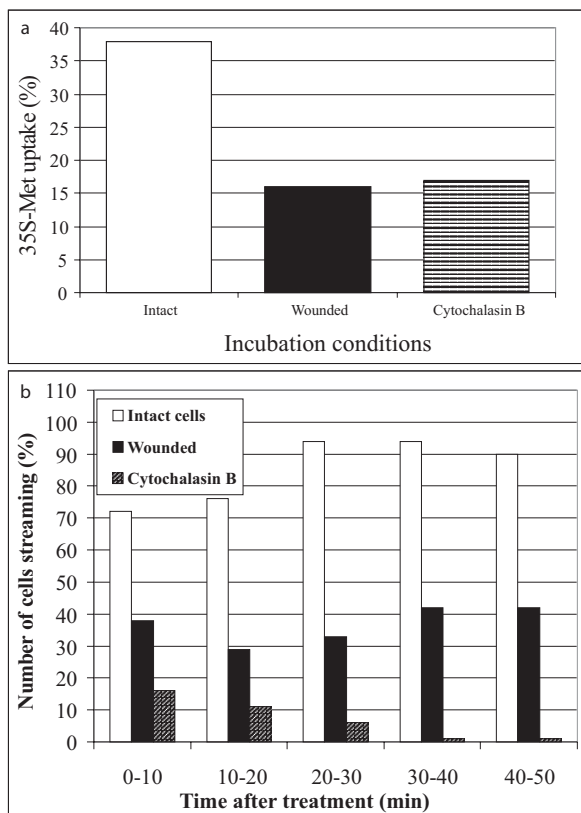 a
35S-Met uptake (%)
40
35
30
25
20
15
10
5
0
Intact
Wounded
Cytochalasin B
Incubation conditions
b
Number of cells streaming (%)
110
100
90
80
70
60
50
40
30
20
10
0
Intact cells
Wounded
Cytochalasin B
0-10
10-20
20-30
30-40
40-50
Time after treatment (min)